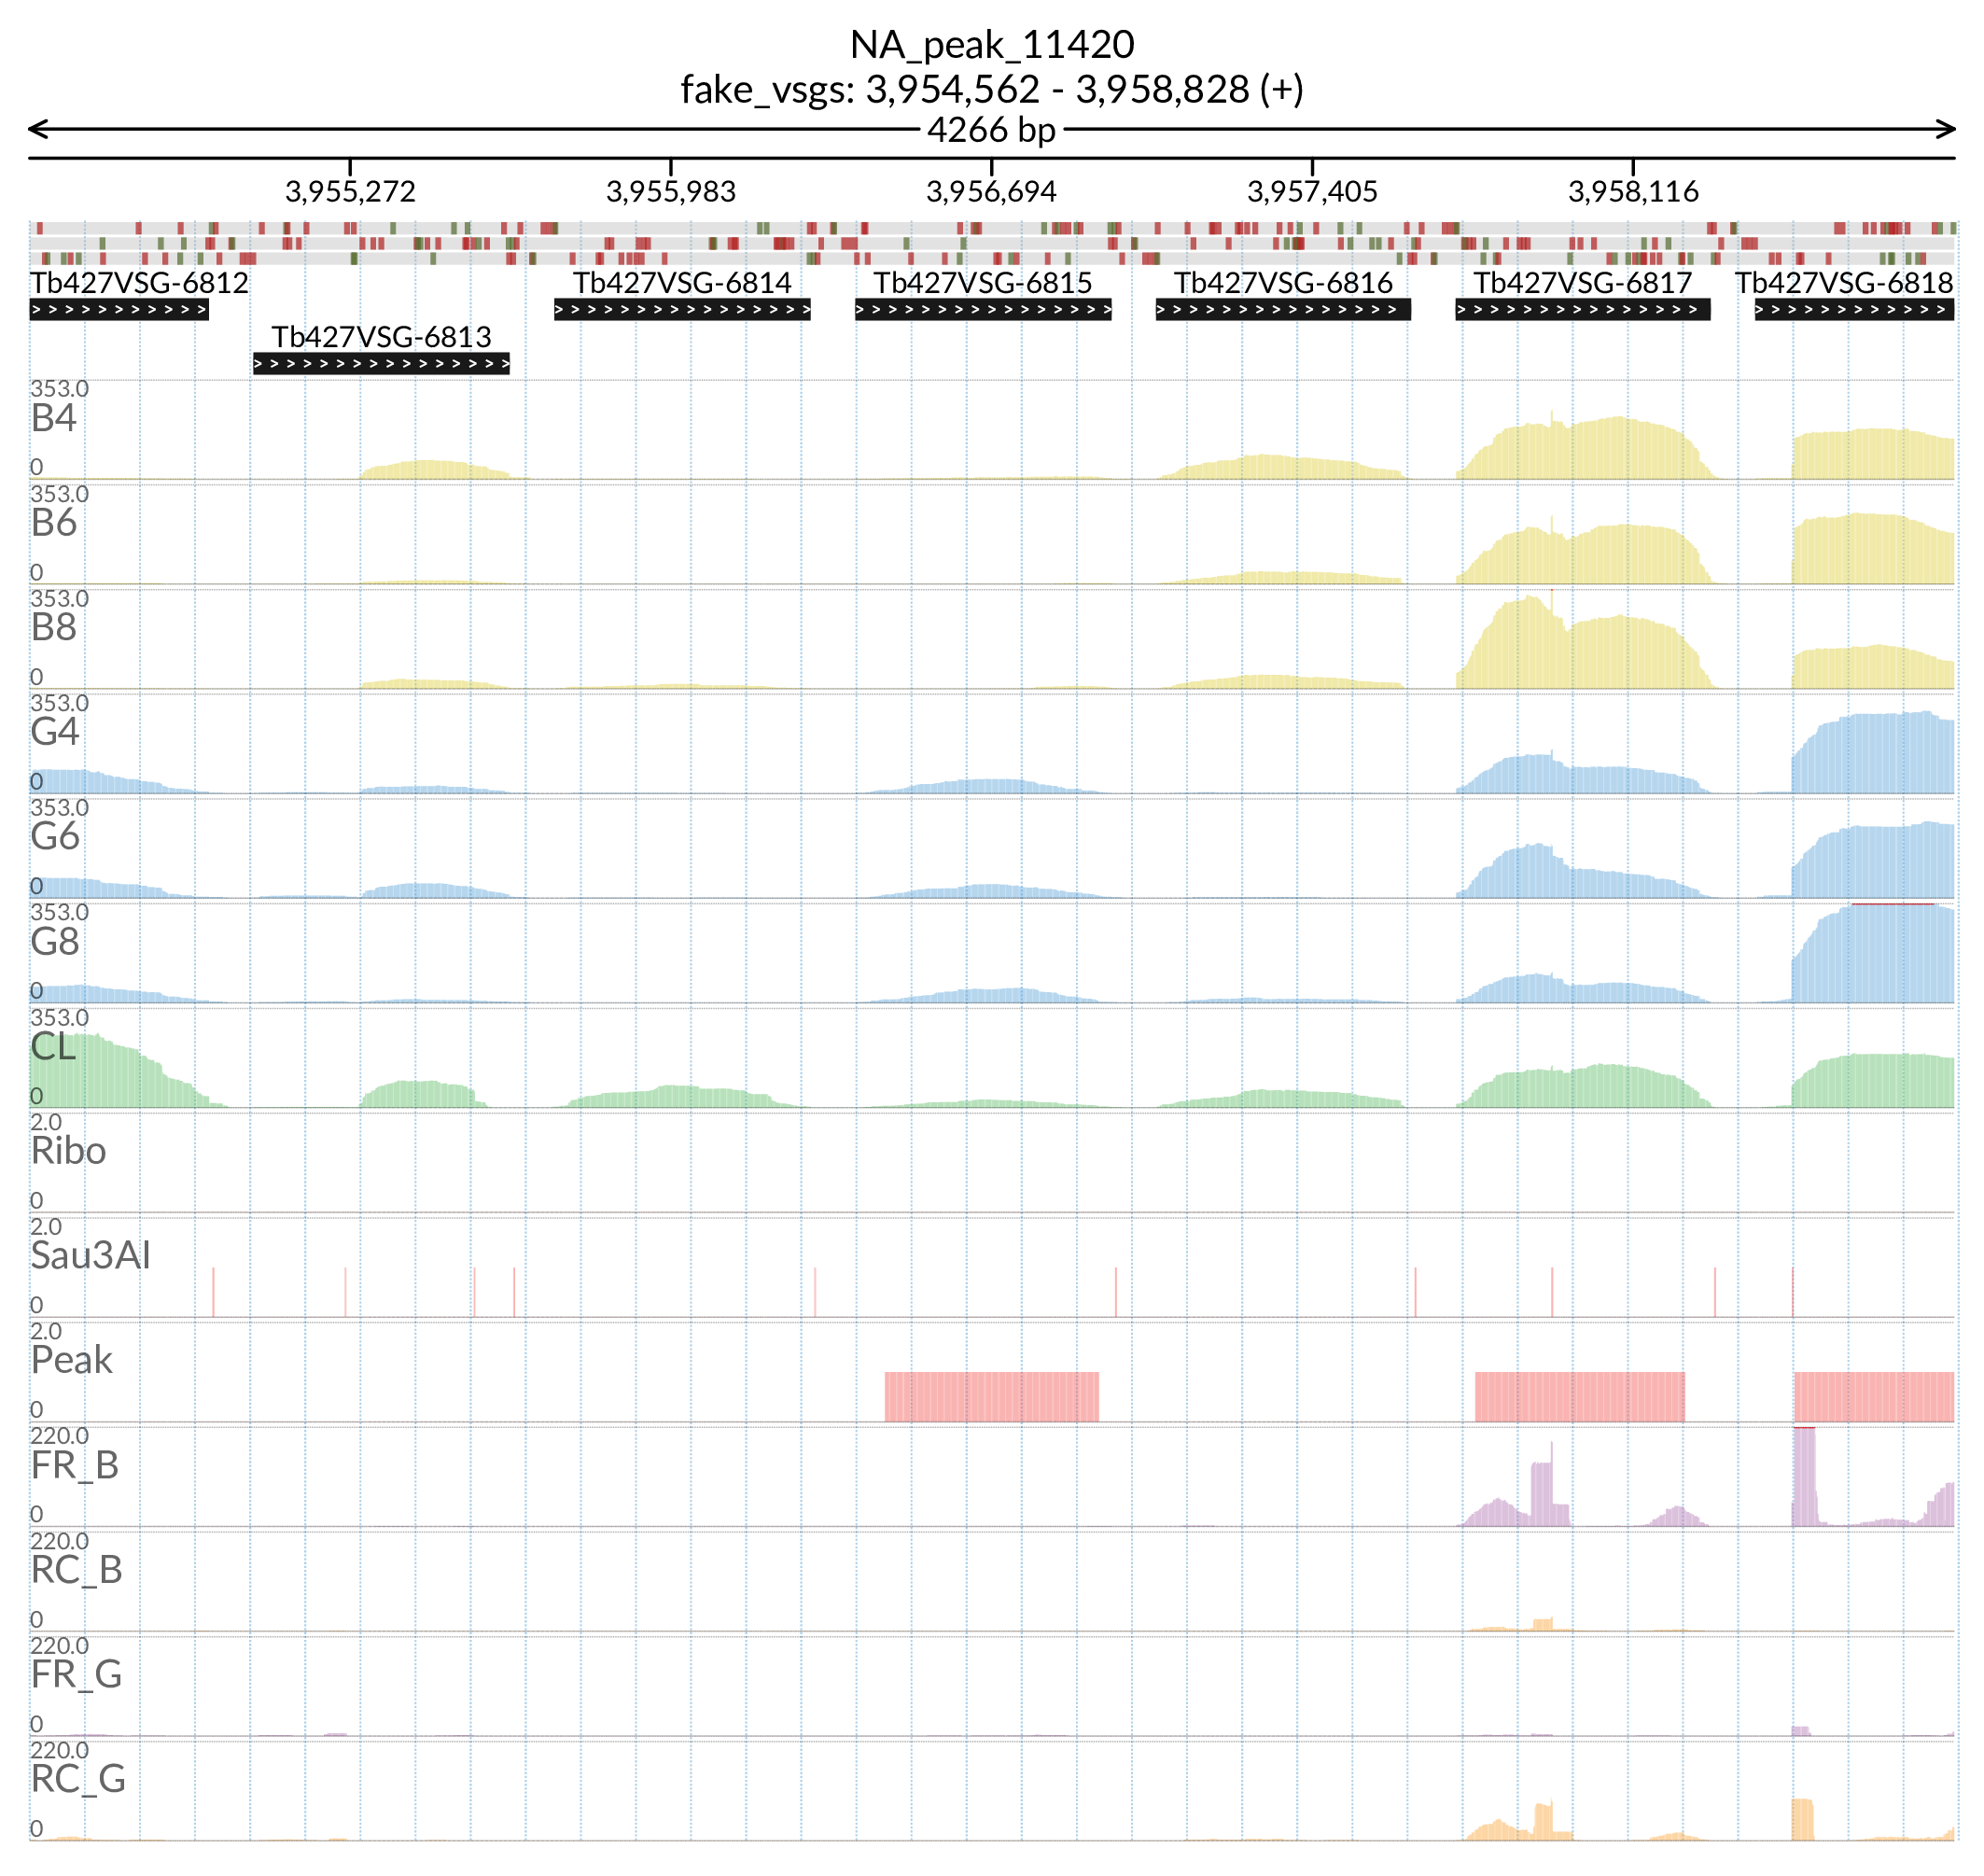 NA_peak_11420
fake_vsgs: 3,954,562 - 3,958,828 (+)
4266 bp
3,955,272 3,955,983 3,956,694 3,957,405 3,958,116
Tb427VSG-6812 Tb427VSG-6814 Tb427VSG-6815 Tb427VSG-6816 Tb427VSG-6817 Tb427VSG-6818
Tb427VSG-6813
353.0
B4
0
353.0
B6
0
353.0
B8
0
353.0
G4
0
353.0
G6
0
353.0
G8
0
353.0
CL
0
2.0
Ribo
0
2.0
Sau3AI
0
2.0
Peak
0
220.0
FR_B
0
220.0
RC_B
0
220.0
FR_G
0
220.0
RC_G
0